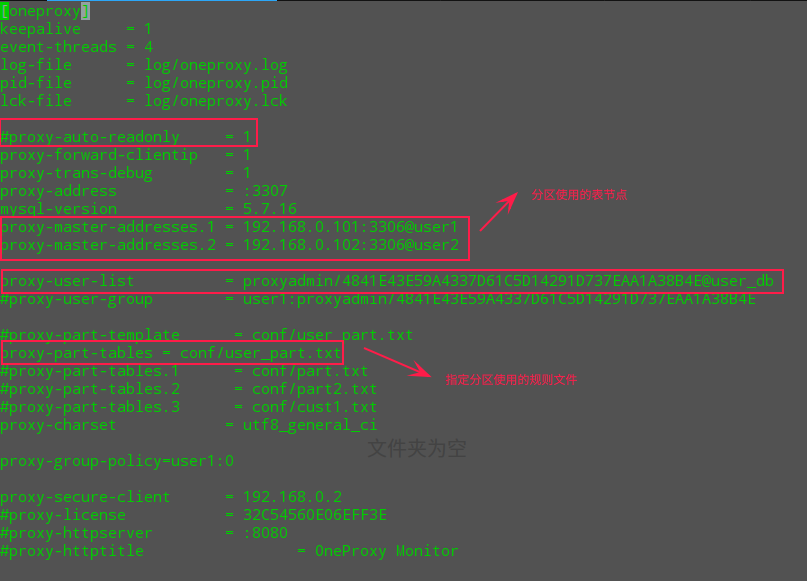 [oneproxy]
keepalive = 1
event-threads = 4
log-file = log/oneproxy.log
pid-file = log/oneproxy.pid
lck-file = log/oneproxy.lck
#proxy-auto-readonly = 1
proxy-forward-clientip = 1
proxy-trans-debug = 1
proxy-address = :3307
分区使用的表节点
mysql-version = 5.7.16
proxy-master-addresses.1 = 192.168.0.101:3306@user1
proxy-master-addresses.2 = 192.168.0.102:3306@user2
proxy-user-list = proxyadmin/4841E43E59A4337D61C5D14291D737EAA1A38B4E@user_db
#proxy-user-group = user1:proxyadmin/4841E43E59A4337D61C5D14291D737EAA1A38B4E
#proxy-part-template = conf/user_part.txt
proxy-part-tables = conf/user_part.txt
#proxy-part-tables.1 = conf/part.txt
指定分区使用的规则文件
#proxy-part-tables.2 = conf/part2.txt
#proxy-part-tables.3 = conf/cust1.txt
proxy-charset = utf8_general_ci
文件夹为空
proxy-group-policy=user1:0
proxy-secure-client = 192.168.0.2
#proxy-license = 32C54560E06EFF3E
#proxy-httpserver = :8080
#proxy-httptitle = OneProxy Monitor